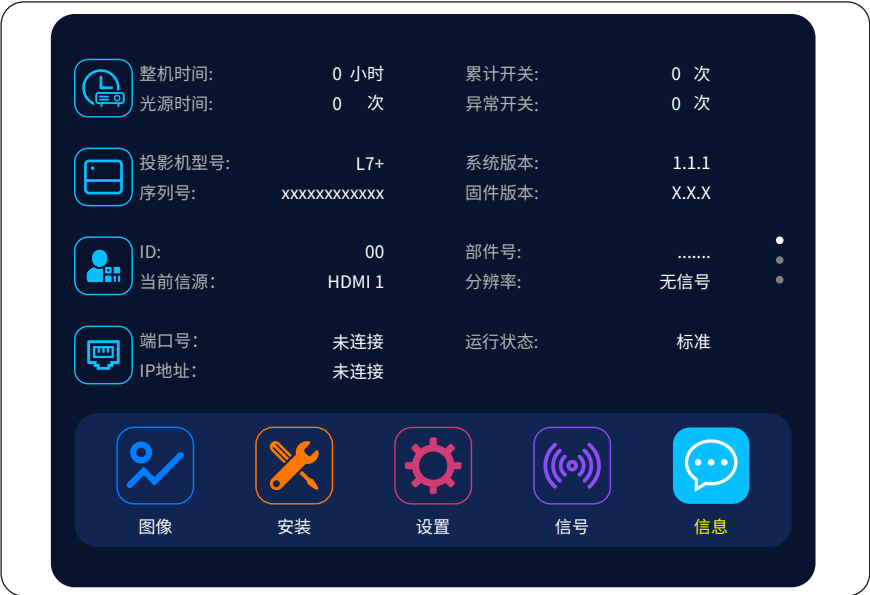 整机时间: 0 小时 累计开关: 0 次
光源时间: 0 次 异常开关: 0 次
投影机型号: L7+ 系统版本: 1.1.1
序列号: xxxxxxxxxxxx 固件版本: X.X.X
ID: 00 部件号: .......
当前信源: HDMI 1 分辨率: 无信号
端口号: 未连接 运行状态: 标准
IP地址: 未连接
图像 安装 设置 信号 信息